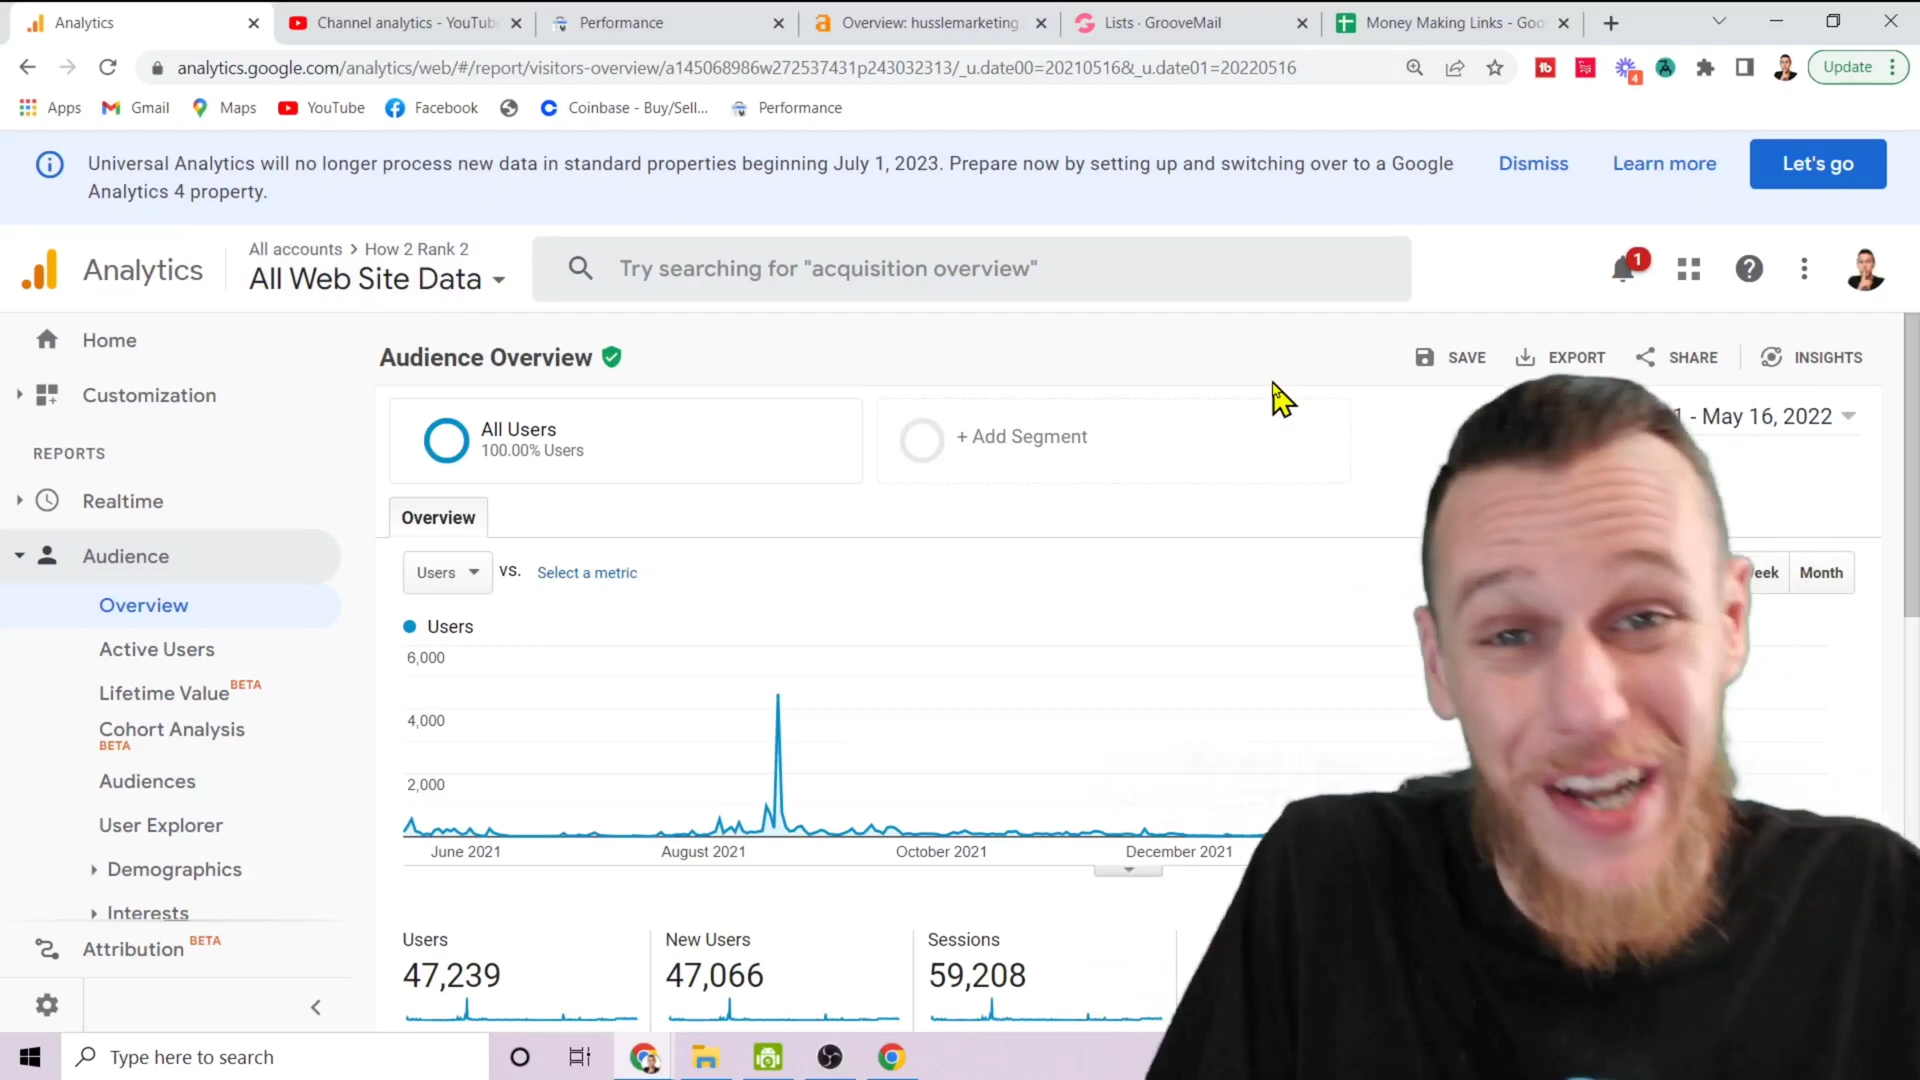 Analytics
Channel analytics - YouTub
Performance
Overview: husslemarketing
Lists · GrooveMail
Money Making Links - Goo
analytics.google.com/analytics/web/#/report/visitors-overview/a145068986w272537431p243032313/_u.date00=20210516&_u.date01=20220516
4
Update
Apps
Gmail
Maps
YouTube
Facebook
Coinbase - Buy/Sell...
Performance
Universal Analytics will no longer process new data in standard properties beginning July 1, 2023. Prepare now by setting up and switching over to a Google
Analytics 4 property.
Dismiss
Learn more
Let's go
Analytics
All accounts > How 2 Rank 2
All Web Site Data
Try searching for "acquisition overview"
1
Home
Customization
REPORTS
Realtime
Audience
Overview
Active Users
Lifetime Value BETA
Cohort Analysis
BETA
Audiences
User Explorer
Demographics
Interests
Attribution BETA
Audience Overview
SAVE
EXPORT
SHARE
INSIGHTS
All Users
100.00% Users
+ Add Segment
1 - May 16, 2022
Overview
Users
VS.
Select a metric
eek
Month
Users
6,000
4,000
2,000
June 2021
August 2021
October 2021
December 2021
Users
47,239
New Users
47,066
Sessions
59,208
Type here to search